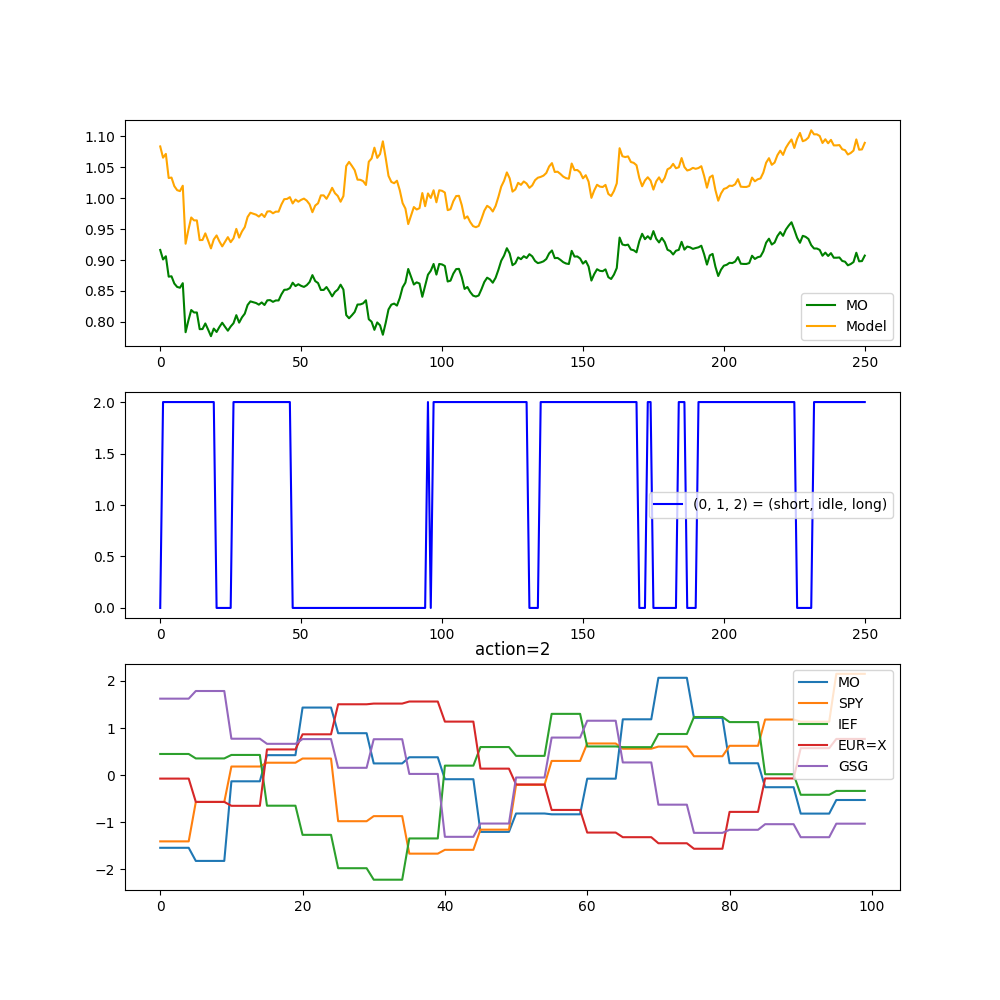 1.10
1.05
1.00
0.95
0.90
0.85
0.80
MO
Model
0 50 100 150 200 250
2.0
1.5
1.0
0.5
0.0
(0, 1, 2) = (short, idle, long)
0 50 100 150 200 250
action=2
2
1
0
−1
−2
MO
SPY
IEF
EUR=X
GSG
0 20 40 60 80 100